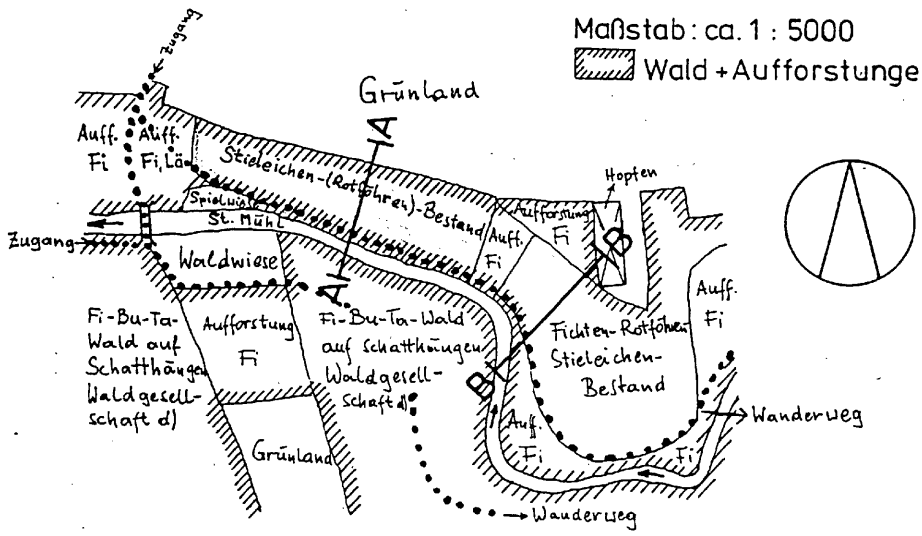 Maßstab: ca. 1 : 5000
Wald + Aufforstunge
Zugang
Grünland
A
Auff.
Fi
Auff.
Fi, Lä
Stieleichen-(Rotföhren)-Bestand
Spielwiese
St. Mühl
Hopfen
Aufforstung
Fi
Auff.
Fi
B
Zugang
Waldwiese
A
Auff.
Fi
Fi-Bu-Ta-
Wald auf
Schatthängen
Waldgesell-
schaft d)
Aufforstung
Fi
Fi-Bu-Ta-Wald
auf Schatthängen
Waldgesell-
schaft d)
Fichten-Rotföhren
Stieleichen-
Bestand
B
Wanderweg
Auff.
Fi
Fi
Grünland
Wanderweg